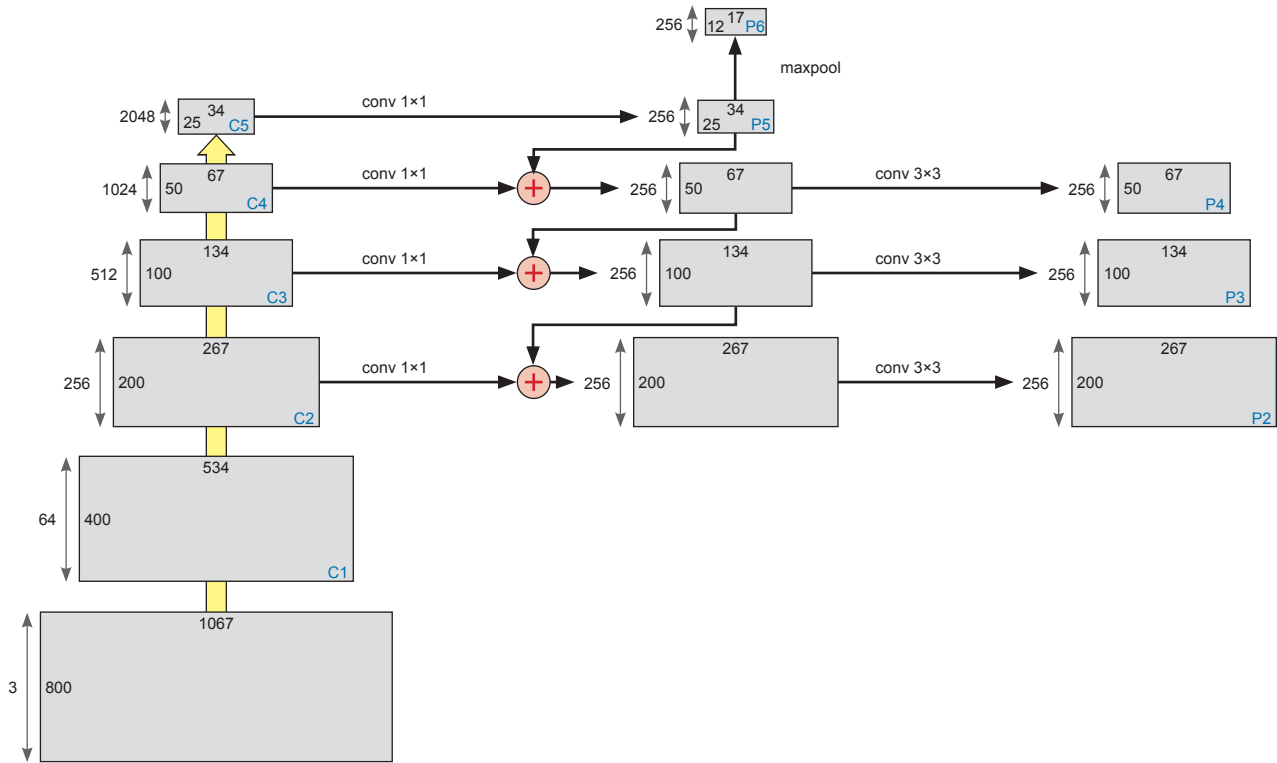 256 12 17 P6
maxpool
2048 25 34 C5 conv 1×1 256 25 34 P5
1024 50 67 C4 conv 1×1 + 256 50 67 conv 3×3 256 50 67 P4
512 100 134 C3 conv 1×1 + 256 100 134 conv 3×3 256 100 134 P3
256 200 267 C2 conv 1×1 + 256 200 267 conv 3×3 256 200 267 P2
64 400 534 C1
3 800 1067